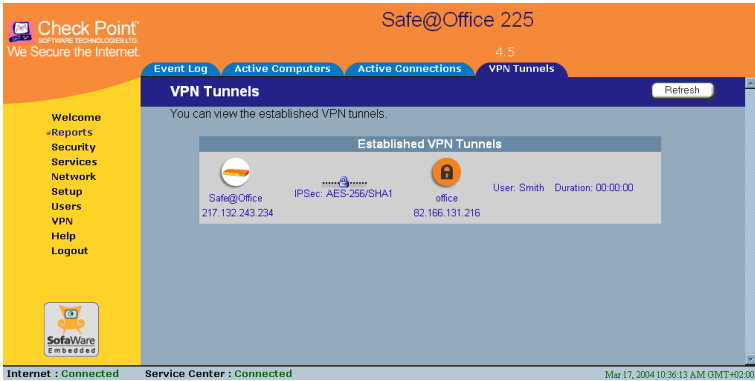 Check Point™
SOFTWARE TECHNOLOGIES LTD.
We Secure the Internet.
Safe@Office 225
4.5
Event Log
Active Computers
Active Connections
VPN Tunnels
VPN Tunnels
Refresh
You can view the established VPN tunnels.
Welcome
Reports
Security
Services
Network
Setup
Users
VPN
Help
Logout
Established VPN Tunnels
Safe@Office
217.132.243.234
IPSec: AES-256/SHA1
office
82.166.131.216
User: Smith Duration: 00:00:00
SofaWare
Embedded
Internet : Connected
Service Center : Connected
Mar 17, 2004 10:36:13 AM GMT+02:00